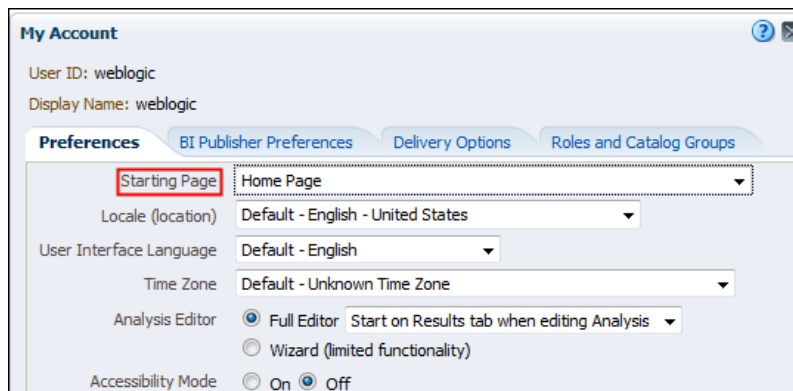 My Account
User ID: weblogic
Display Name: weblogic
Preferences BI Publisher Preferences Delivery Options Roles and Catalog Groups
Starting Page Home Page
Locale (location) Default - English - United States
User Interface Language Default - English
Time Zone Default - Unknown Time Zone
Analysis Editor Full Editor Start on Results tab when editing Analysis
Wizard (limited functionality)
Accessibility Mode On Off